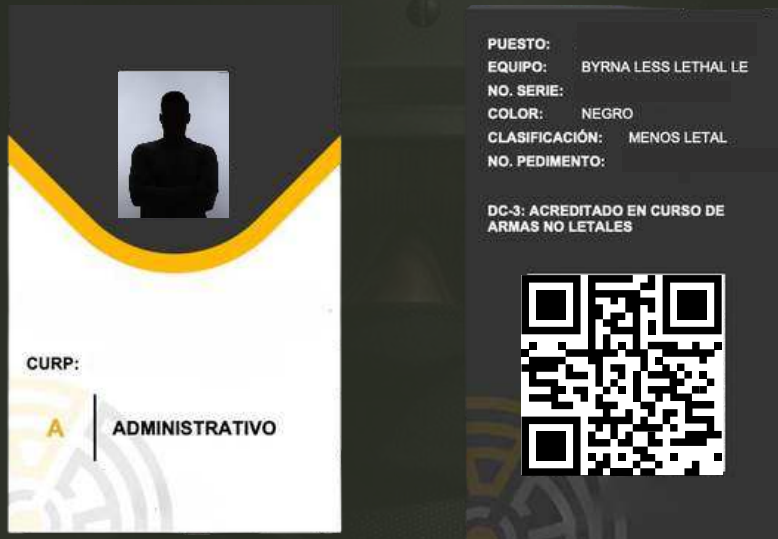 CURP:
A
ADMINISTRATIVO
PUESTO:
EQUIPO: BYRNA LESS LETHAL LE
NO. SERIE:
COLOR: NEGRO
CLASIFICACIÓN: MENOS LETAL
NO. PEDIMENTO:
DC-3: ACREDITADO EN CURSO DE
ARMAS NO LETALES